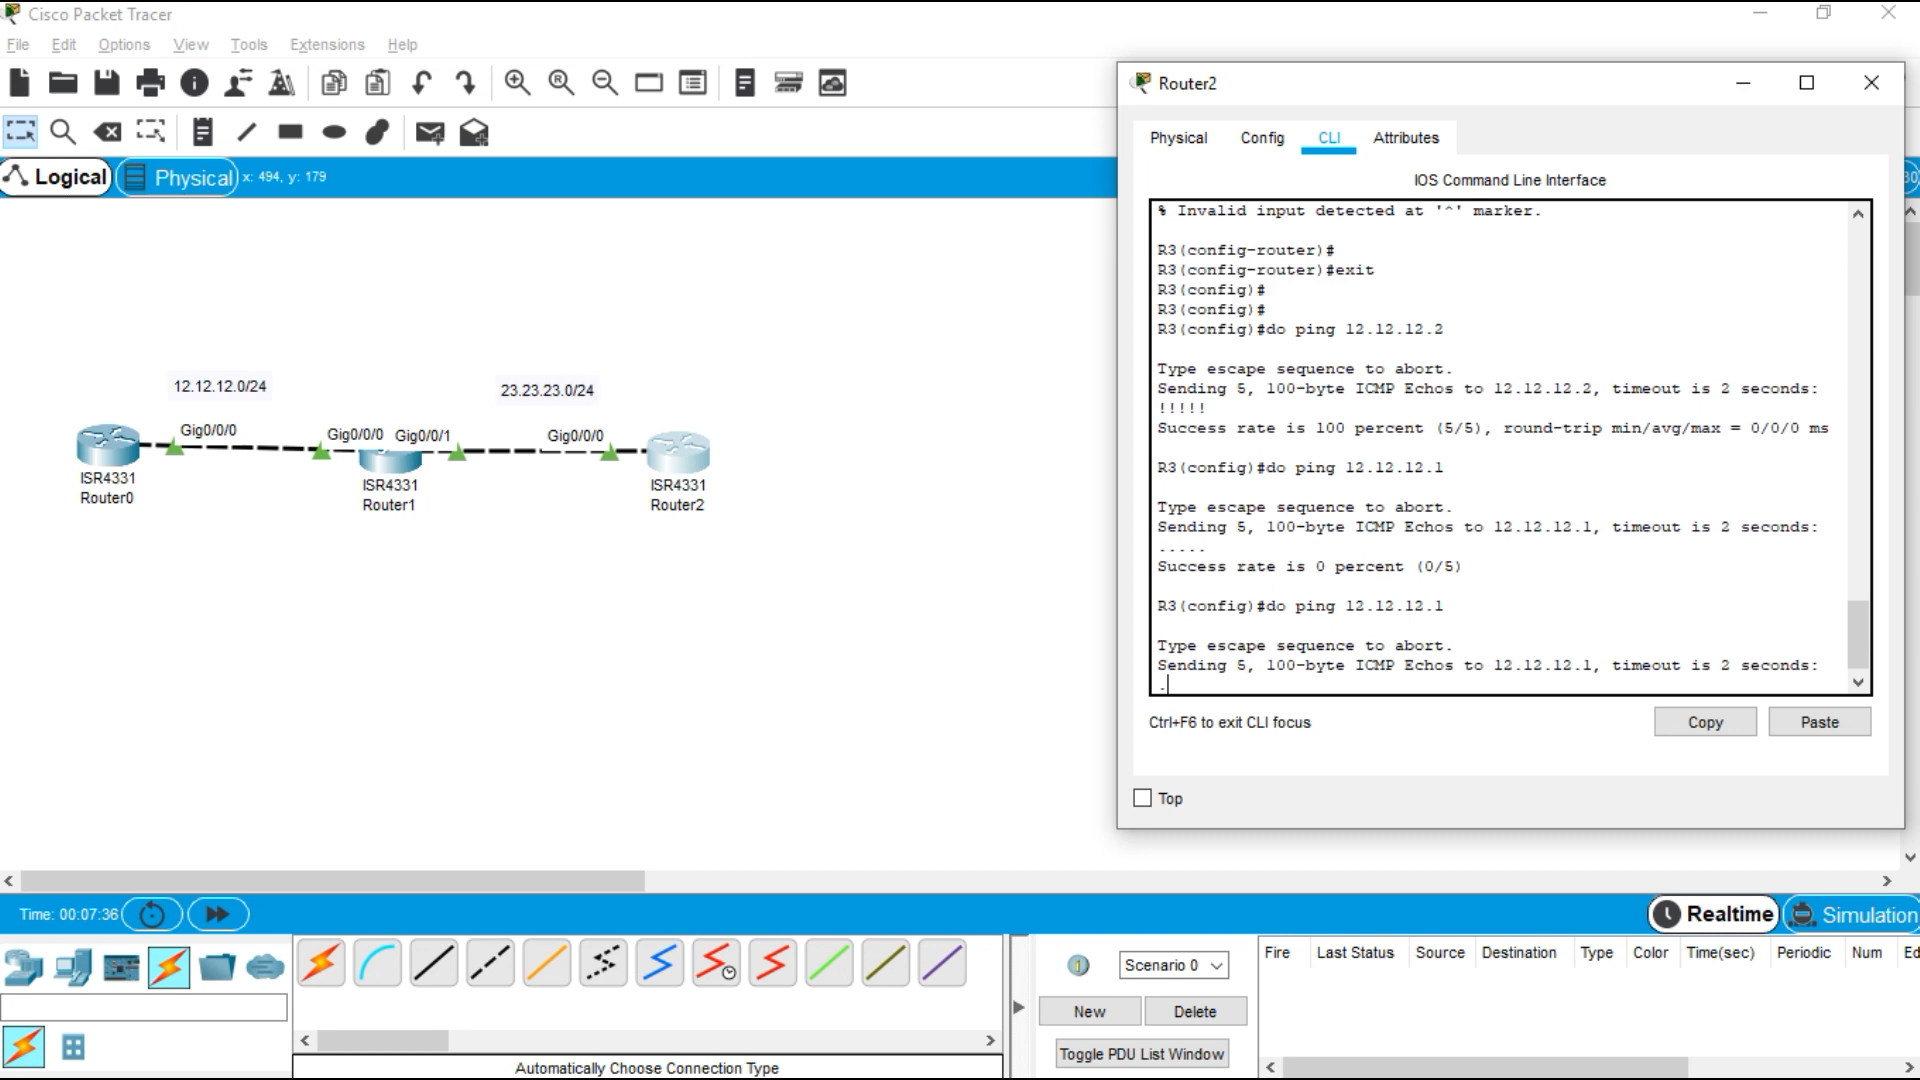 Cisco Packet Tracer
File Edit Options View Tools Extensions Help
Logical Physical x: 494, y: 179
12.12.12.0/24
23.23.23.0/24
Gig0/0/0
Gig0/0/0 Gig0/0/1
Gig0/0/0
ISR4331
Router0
ISR4331
Router1
ISR4331
Router2
Router2
Physical Config CLI Attributes
IOS Command Line Interface
% Invalid input detected at '^' marker.
R3(config-router)#
R3(config-router)#exit
R3(config)#
R3(config)#
R3(config)#do ping 12.12.12.2
Type escape sequence to abort.
Sending 5, 100-byte ICMP Echos to 12.12.12.2, timeout is 2 seconds:
!!!!!
Success rate is 100 percent (5/5), round-trip min/avg/max = 0/0/0 ms
R3(config)#do ping 12.12.12.1
Type escape sequence to abort.
Sending 5, 100-byte ICMP Echos to 12.12.12.1, timeout is 2 seconds:
.....
Success rate is 0 percent (0/5)
R3(config)#do ping 12.12.12.1
Type escape sequence to abort.
Sending 5, 100-byte ICMP Echos to 12.12.12.1, timeout is 2 seconds:
.
Ctrl+F6 to exit CLI focus
Copy Paste
Top
Time: 00:07:36
Realtime Simulation
Scenario 0
New Delete
Toggle PDU List Window
Fire Last Status Source Destination Type Color Time(sec) Periodic Num Ed
Automatically Choose Connection Type